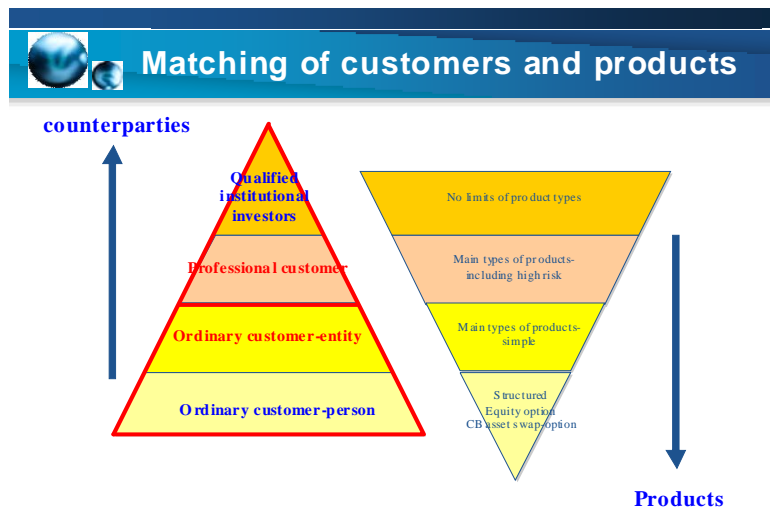 Matching of customers and products
counterparties
Qualified
institutional
investors
Professional customer
Ordinary customer-entity
Ordinary customer-person
No limits of product types
Main types of products-
including high risk
Main types of products-
simple
Structured
Equity option
CB asset swap-option
Products